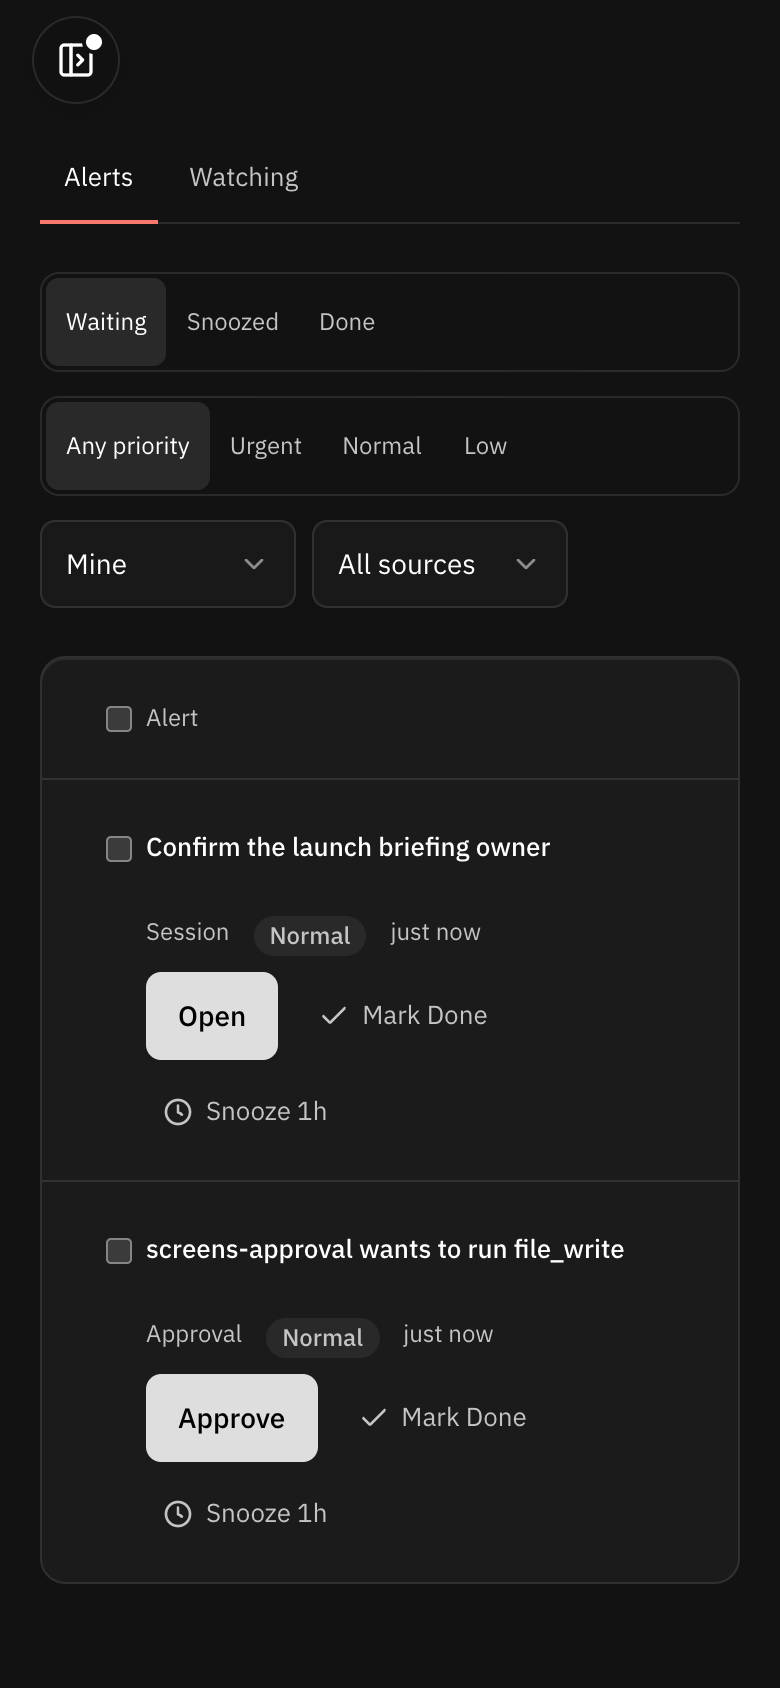 Alerts Watching
Waiting Snoozed Done
Any priority Urgent Normal Low
Mine All sources
Alert
Confirm the launch briefing owner
Session Normal just now
Open Mark Done
Snooze 1h
screens-approval wants to run file_write
Approval Normal just now
Approve Mark Done
Snooze 1h